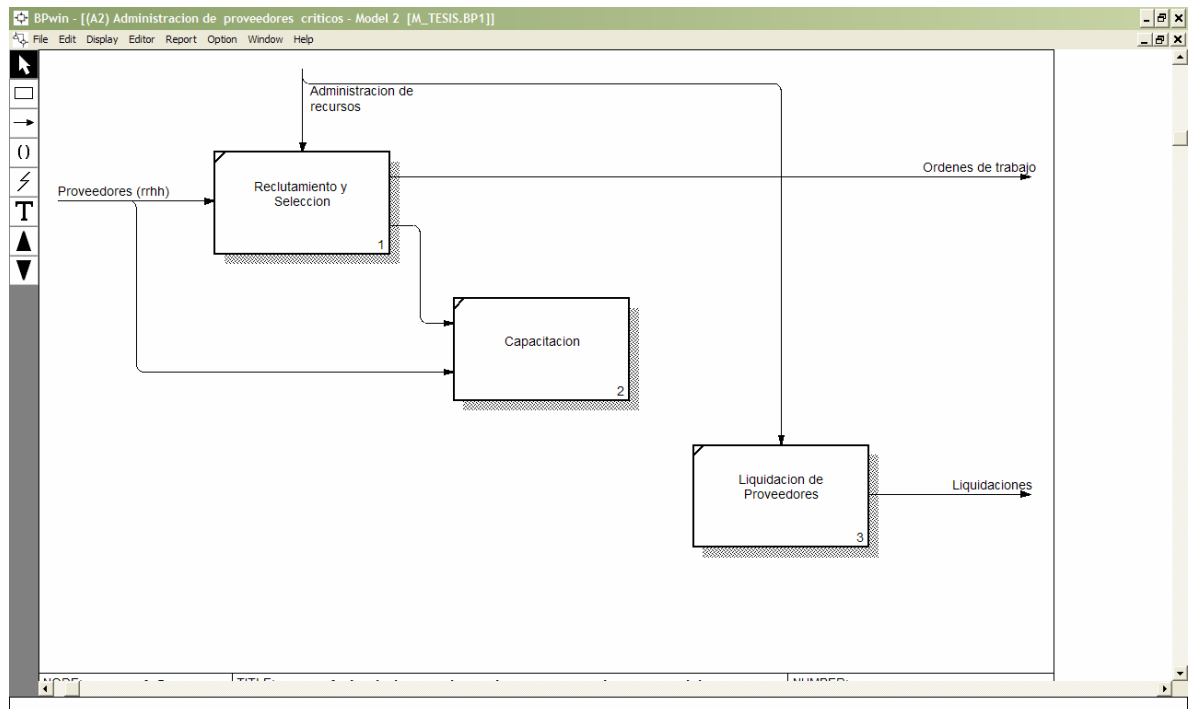 BPwin - [(A2) Administracion de proveedores criticos - Model 2 [M_TESIS.BP1]]
File Edit Display Editor Report Option Window Help
Administracion de
recursos
Proveedores (rrhh)
Reclutamiento y
Seleccion
1
Ordenes de trabajo
Capacitacion
2
Liquidacion de
Proveedores
3
Liquidaciones
( )
T
NODE:
TITLE:
NUMBER: